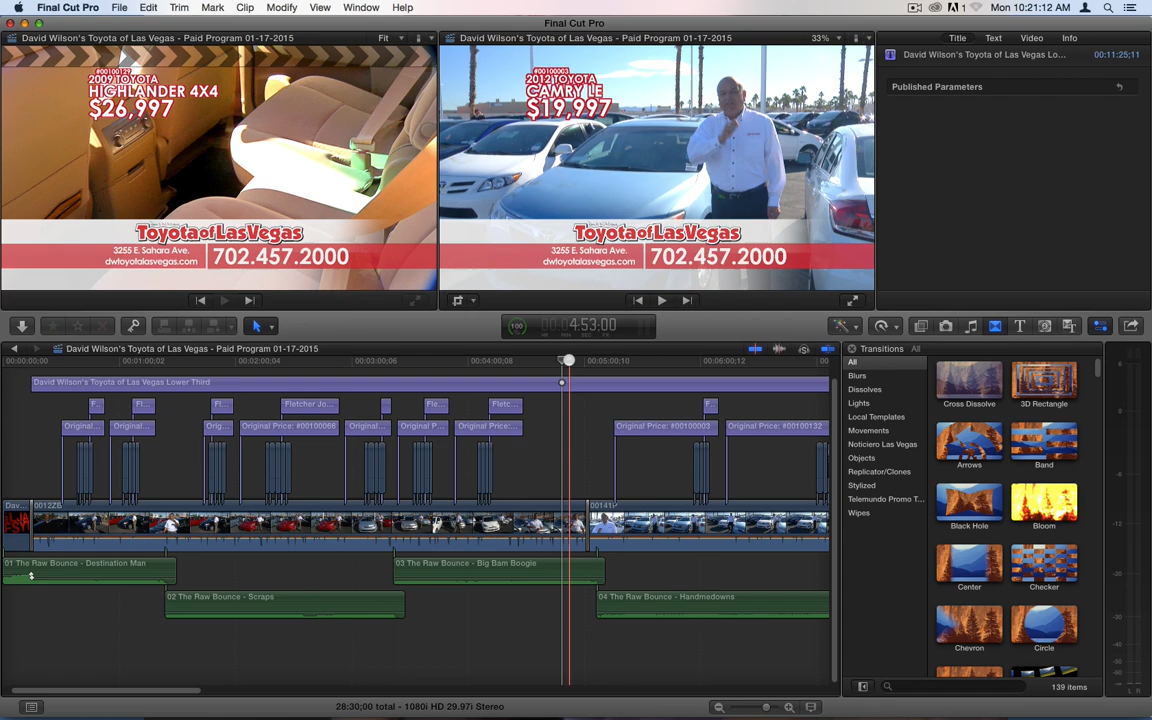 Final Cut Pro File Edit Trim Mark Clip Modify View Window Help
1 Mon 10:21:12 AM
Final Cut Pro
David Wilson's Toyota of Las Vegas - Paid Program 01-17-2015 Fit
David Wilson's Toyota of Las Vegas - Paid Program 01-17-2015 33%
Title Text Video Info
David Wilson's Toyota of Las Vegas Lo... 00:11:25;11
Published Parameters
#00100129
2009 TOYOTA
HIGHLANDER 4X4
$26,997
ToyotaofLasVegas
3255 E. Sahara Ave.
dwtoyotalasvegas.com
702.457.2000
#00100003
2012 TOYOTA
CAMRY LE
$19,997
ToyotaofLasVegas
3255 E. Sahara Ave.
dwtoyotalasvegas.com
702.457.2000
100 4:53:00
David Wilson's Toyota of Las Vegas - Paid Program 01-17-2015
00:00:00;00 00:01:00;02 00:02:00;04 00:03:00;06 00:04:00;08 00:05:00;10 00:06:00;12
David Wilson's Toyota of Las Vegas Lower Third
F... Fl... Fl... Fletcher Jo... Fle... Fletc... F...
Original... Original... Orig... Original Price: #00100066 Original... Original P... Original Price:... Original Price: #00100003 Original Price: #00100132
Dav... 0012ZB 00141P
01 The Raw Bounce - Destination Man
03 The Raw Bounce - Big Bam Boogie
02 The Raw Bounce - Scraps
04 The Raw Bounce - Handmedowns
28:30;00 total - 1080i HD 29.97i Stereo
Transitions All
All
Blurs
Dissolves
Lights
Local Templates
Movements
Noticiero Las Vegas
Objects
Replicator/Clones
Stylized
Telemundo Promo T...
Wipes
Cross Dissolve 3D Rectangle
Arrows Band
Black Hole Bloom
Center Checker
Chevron Circle
139 items
L R